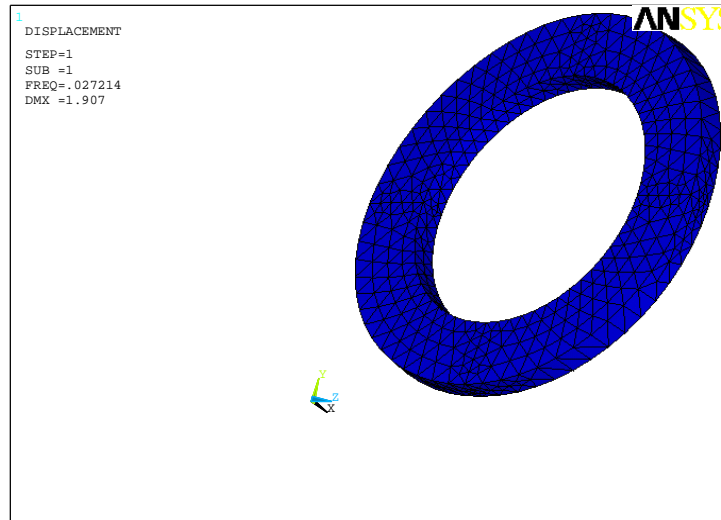 1
DISPLACEMENT
STEP=1
SUB =1
FREQ=.027214
DMX =1.907
ANSYS
Y
Z
X